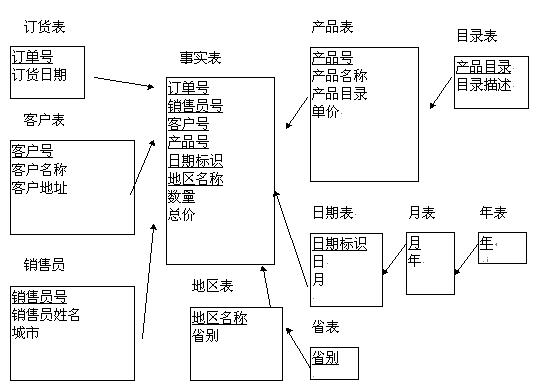 订货表
订单号
订货日期
客户表
客户号
客户名称
客户地址
销售员
销售员号
销售员姓名
城市
事实表
订单号
销售员号
客户号
产品号
日期标识
地区名称
数量
总价
地区表
地区名称
省别
产品表
产品号
产品名称
产品目录
单价
目录表
产品目录
目录描述
日期表
日期标识
日
月
月表
月
年
年表
年
省表
省别